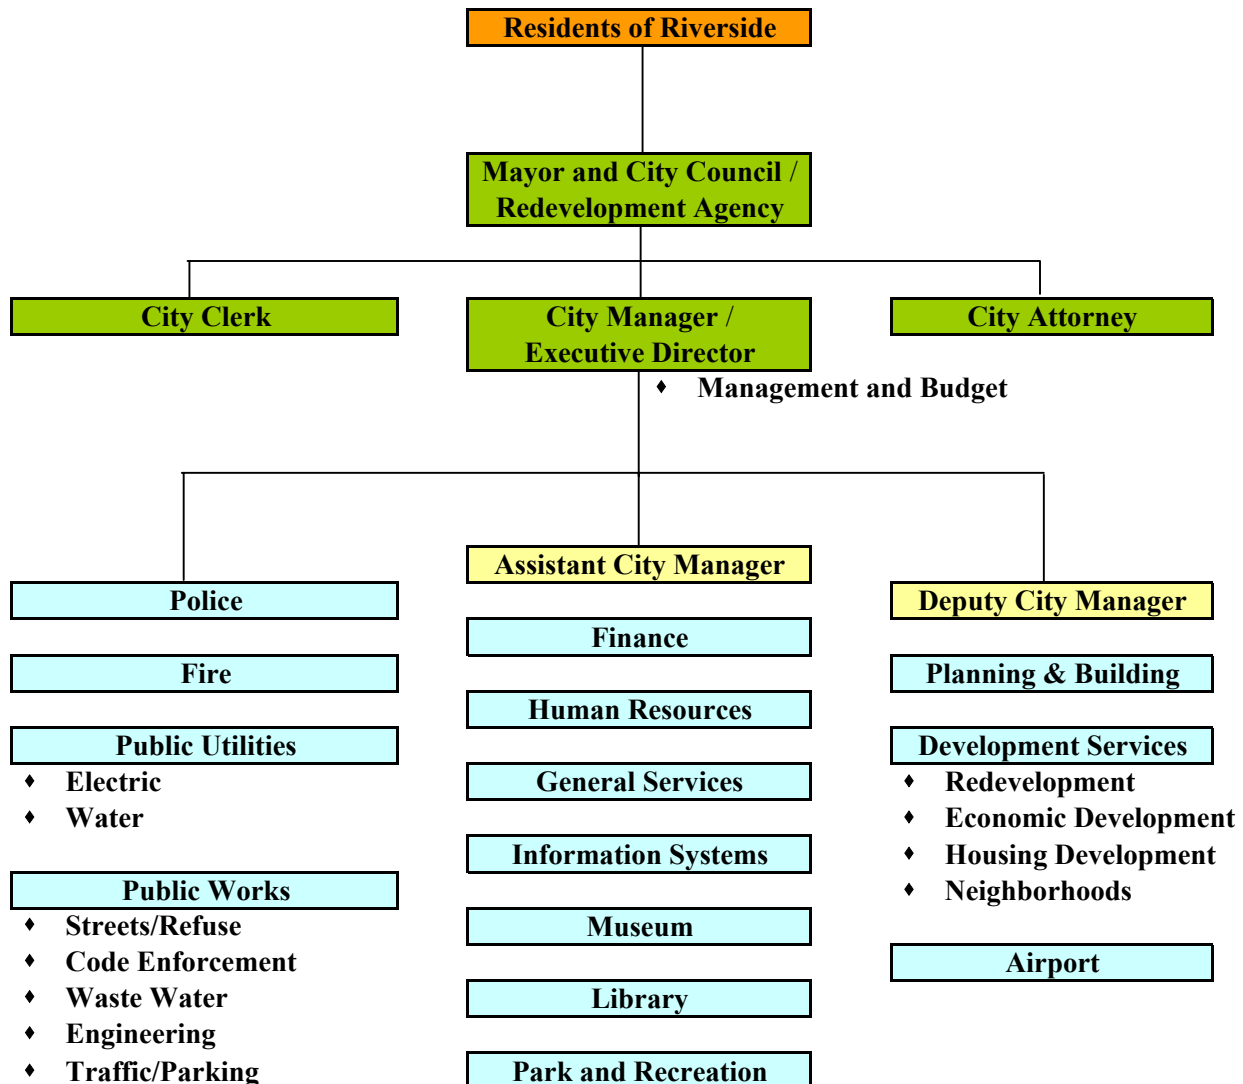 Residents of Riverside
Mayor and City Council /
Redevelopment Agency
City Clerk
City Manager /
Executive Director
City Attorney
♦ Management and Budget
Police
Fire
Public Utilities
♦ Electric
♦ Water
Public Works
♦ Streets/Refuse
♦ Code Enforcement
♦ Waste Water
♦ Engineering
♦ Traffic/Parking
Assistant City Manager
Finance
Human Resources
General Services
Information Systems
Museum
Library
Park and Recreation
Deputy City Manager
Planning & Building
Development Services
♦ Redevelopment
♦ Economic Development
♦ Housing Development
♦ Neighborhoods
Airport